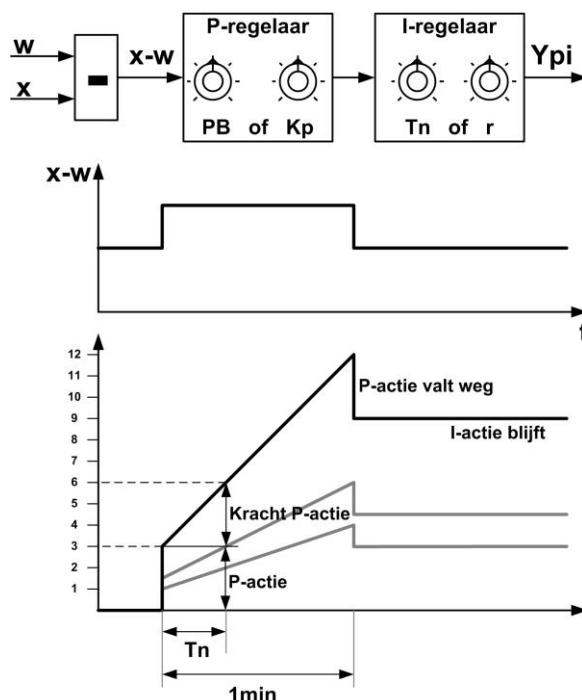 P-regelaar
I-regelaar
w
x-w
Ypi
x
PB of Kp
Tn of r
x-w
t
12
P-actie valt weg
11
10
9
I-actie blijft
8
7
6
5
Kracht P-actie
4
3
2
P-actie
1
t
Tn
1min